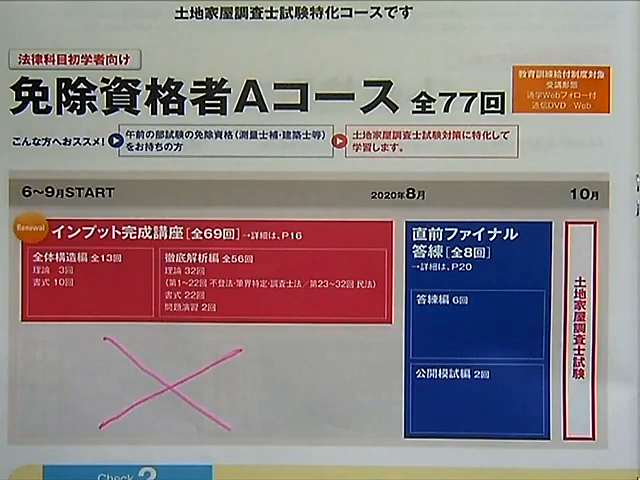 土地家屋調査士試験特化コースです
法律科目初学者向け
免除資格者Aコース 全77回
教育訓練給付制度対象
受講形態
通学Webフォロー付
通信DVD/Web
こんな方へおススメ!
午前の部試験の免除資格(測量士補・建築士等)
をお持ちの方
土地家屋調査士試験対策に特化して
学習します。
6～9月START
2020年8月
10月
Renewal
インプット完成講座[全69回]→詳細は、P16
全体構造編 全13回
理論 3回
書式 10回
徹底解析編 全56回
理論 32回
(第1～22回 不登法・筆界特定・調査士法/第23～32回 民法)
書式 22回
問題演習 2回
直前ファイナル
答練[全8回]
→詳細は、P20
答練編 6回
公開模試編 2回
土地家屋調査士試験
Check 2